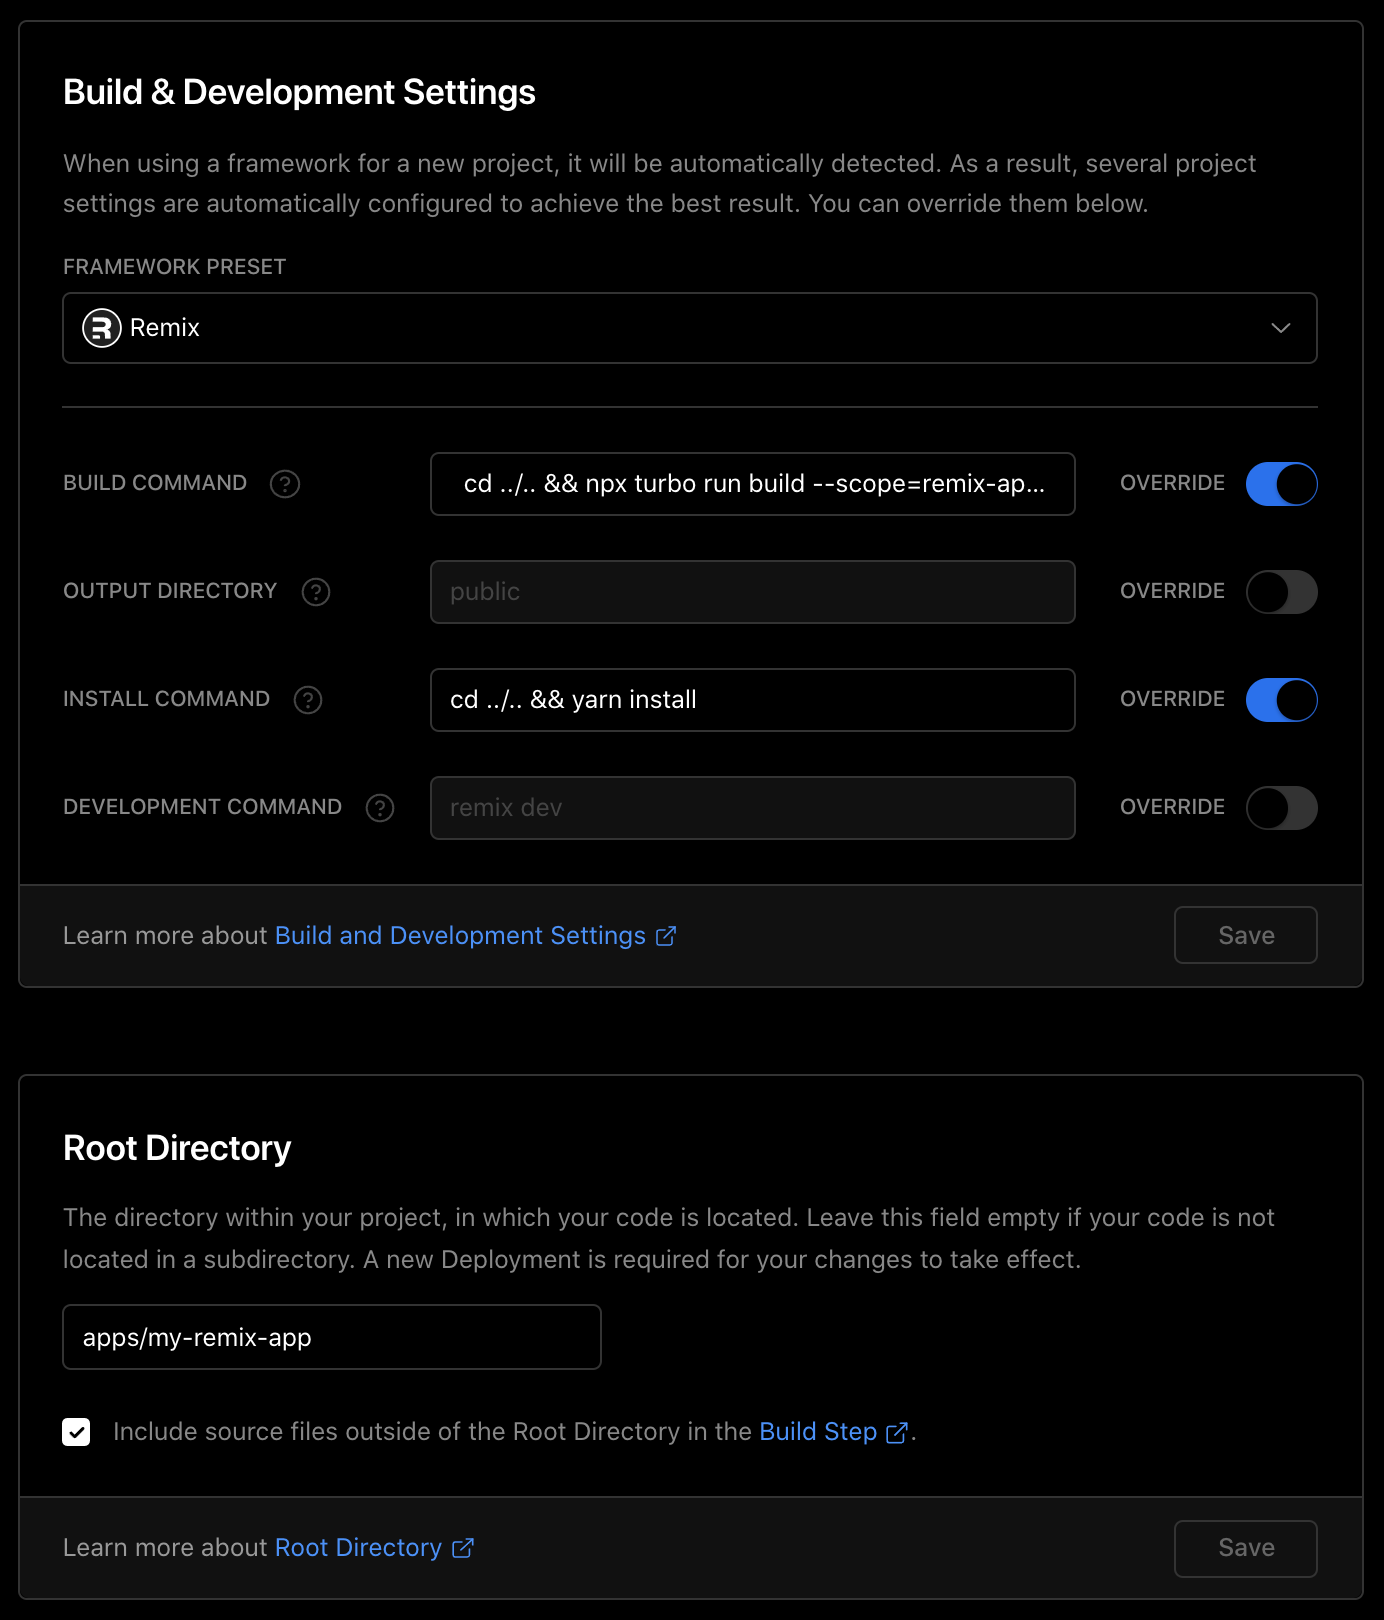 Build & Development Settings
When using a framework for a new project, it will be automatically detected. As a result, several project
settings are automatically configured to achieve the best result. You can override them below.
FRAMEWORK PRESET
Remix
BUILD COMMAND ? cd ../.. && npx turbo run build --scope=remix-ap... OVERRIDE
OUTPUT DIRECTORY ? public OVERRIDE
INSTALL COMMAND ? cd ../.. && yarn install OVERRIDE
DEVELOPMENT COMMAND ? remix dev OVERRIDE
Learn more about Build and Development Settings Save
Root Directory
The directory within your project, in which your code is located. Leave this field empty if your code is not
located in a subdirectory. A new Deployment is required for your changes to take effect.
apps/my-remix-app
Include source files outside of the Root Directory in the Build Step .
Learn more about Root Directory Save